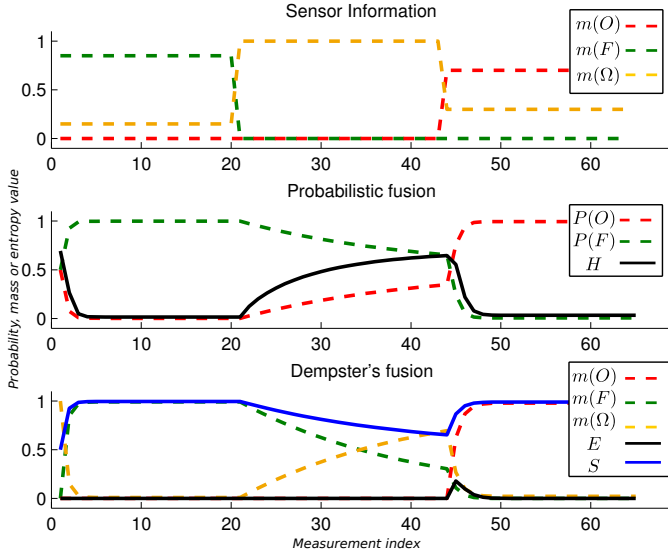 Sensor Information
m(O)
m(F)
m(Ω)
1
0.5
0
0 10 20 30 40 50 60
Probabilistic fusion
P(O)
P(F)
H
1
0.5
0
0 10 20 30 40 50 60
Probability, mass or entropy value
Dempster's fusion
m(O)
m(F)
m(Ω)
E
S
1
0.5
0
0 10 20 30 40 50 60
Measurement index